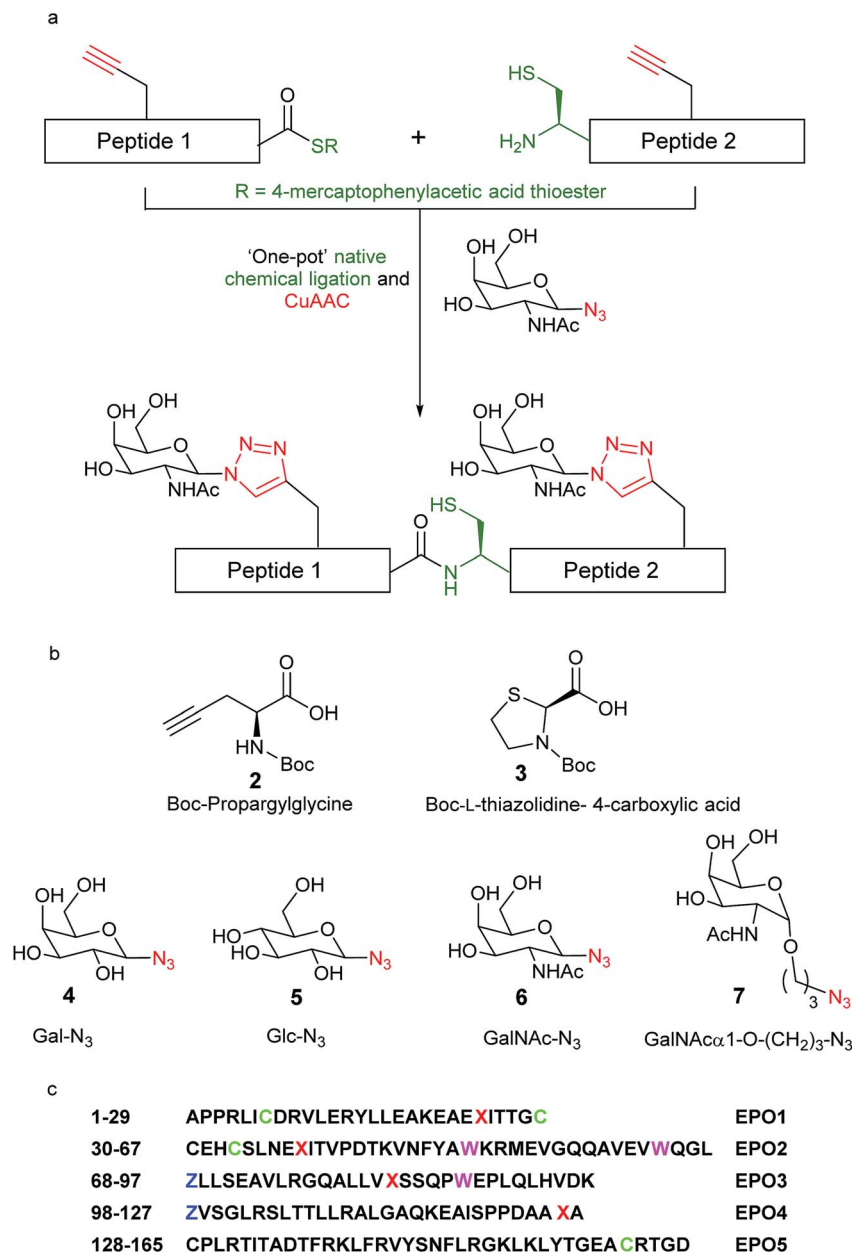 a
O
HS
Peptide 1
SR
+
H₂N
Peptide 2
R = 4-mercaptophenylacetic acid thioester
'One-pot' native
chemical ligation and
CuAAC
OH OH
O
HO
N₃
NHAc
OH OH
O
HO
NHAc
N N
N
OH OH
O
HO
NHAc
N N
N
HS
O
Peptide 1
N
H
Peptide 2
b
O
OH
HN
Boc
2
Boc-Propargylglycine
O
S
OH
N
Boc
3
Boc-L-thiazolidine- 4-carboxylic acid
OH OH
O
HO
N₃
OH
4
Gal-N₃
OH
HO
O
HO
N₃
OH
5
Glc-N₃
OH OH
O
HO
N₃
NHAc
6
GalNAc-N₃
OH OH
O
HO
AcHN
O
( )
3
N₃
7
GalNAcα1-O-(CH₂)₃-N₃
c
1-29 APPRLICDRVLERYLLEAKEAEXITTGC EPO1
30-67 CEHCSLNEXITVPDTKVNFYAWKRMEVGQQAVEVWQGL EPO2
68-97 ZLLSEAVLRGQALLVXSSQPWEPLQLHVDK EPO3
98-127 ZVSGLRSLTTLLRALGAQKEAISPPDAAXA EPO4
128-165 CPLRTITADTFRKLFRVYSNFLRGKLKLYTGEACRTGD EPO5